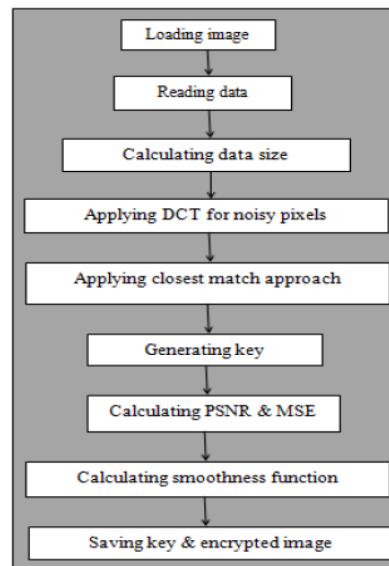 Loading image
Reading data
Calculating data size
Applying DCT for noisy pixels
Applying closest match approach
Generating key
Calculating PSNR & MSE
Calculating smoothness function
Saving key & encrypted image